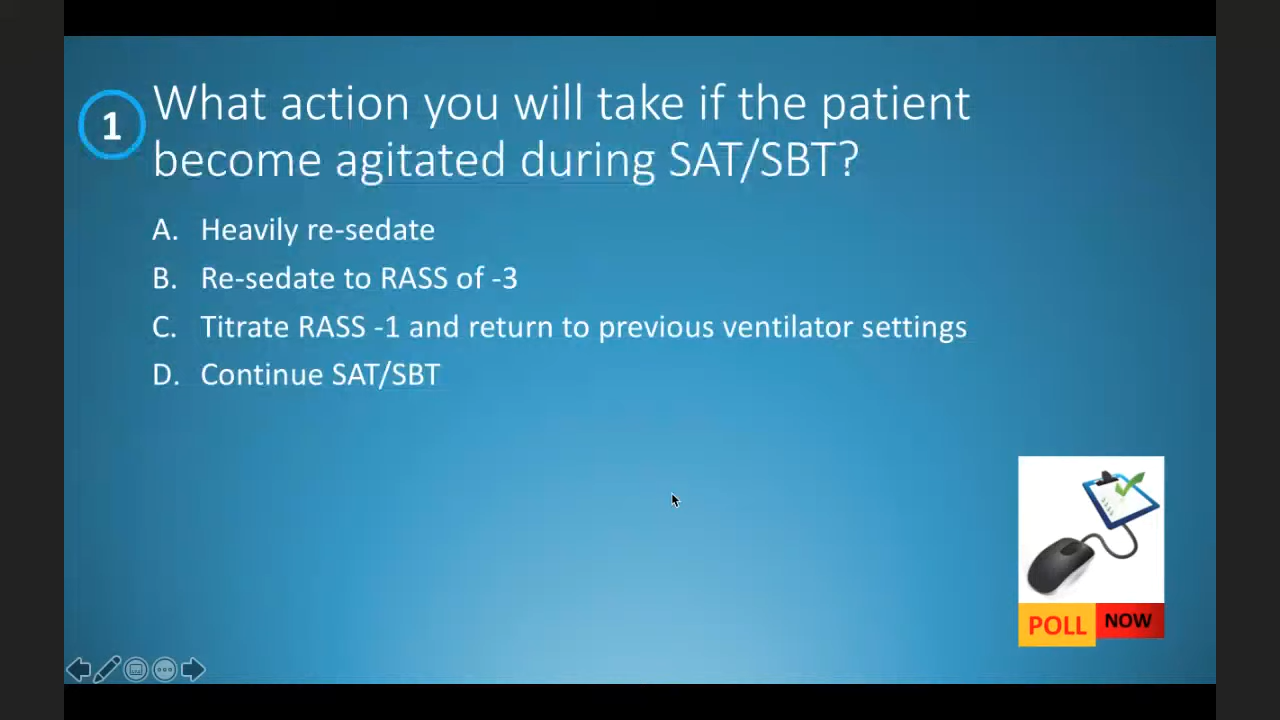 1
What action you will take if the patient
become agitated during SAT/SBT?
A. Heavily re-sedate
B. Re-sedate to RASS of -3
C. Titrate RASS -1 and return to previous ventilator settings
D. Continue SAT/SBT
POLL NOW